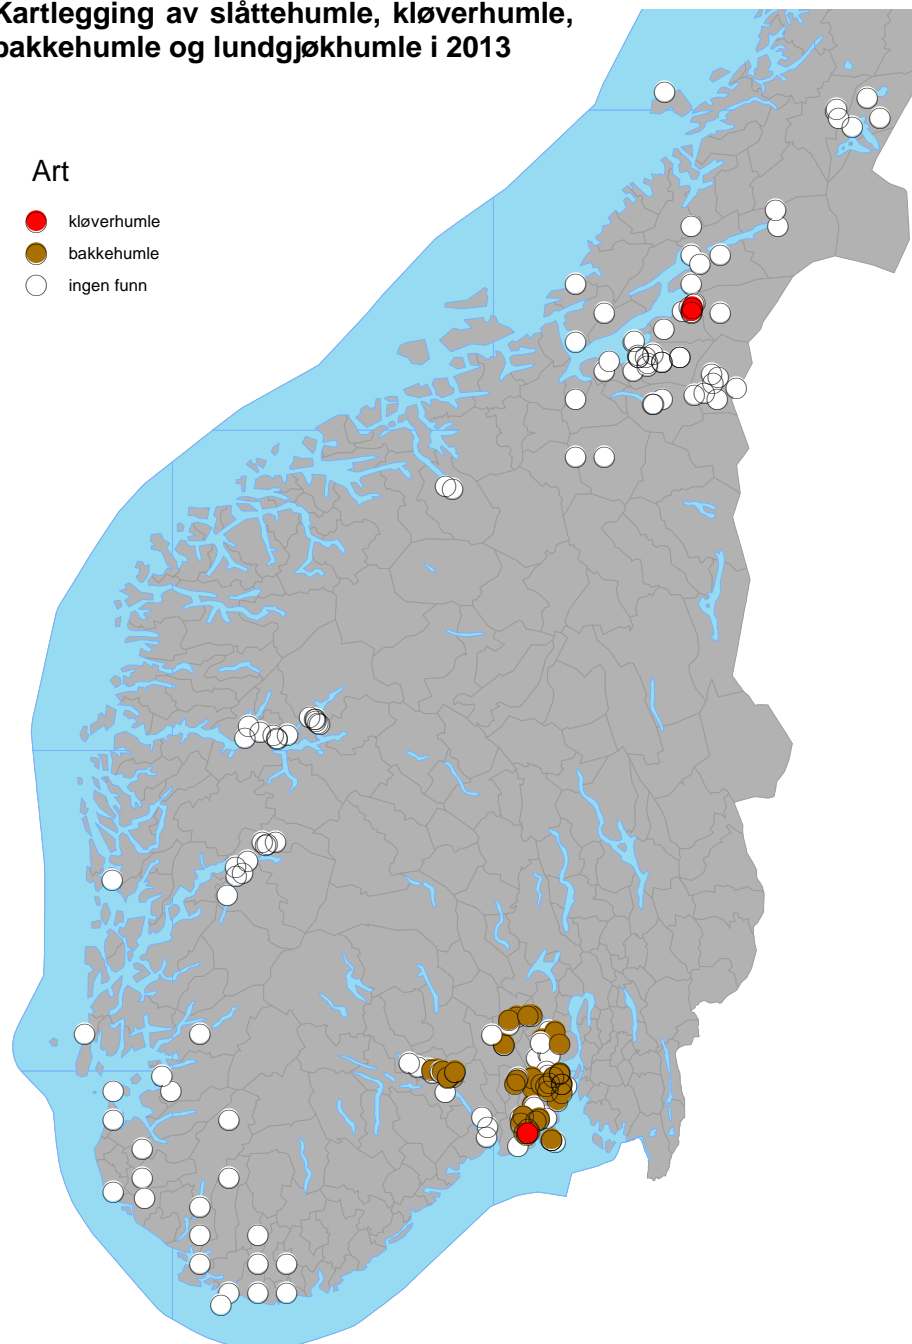 Kartlegging av slåttehumle, kløverhumle,
bakkehumle og lundgjøkhumle i 2013
Art
kløverhumle
bakkehumle
ingen funn